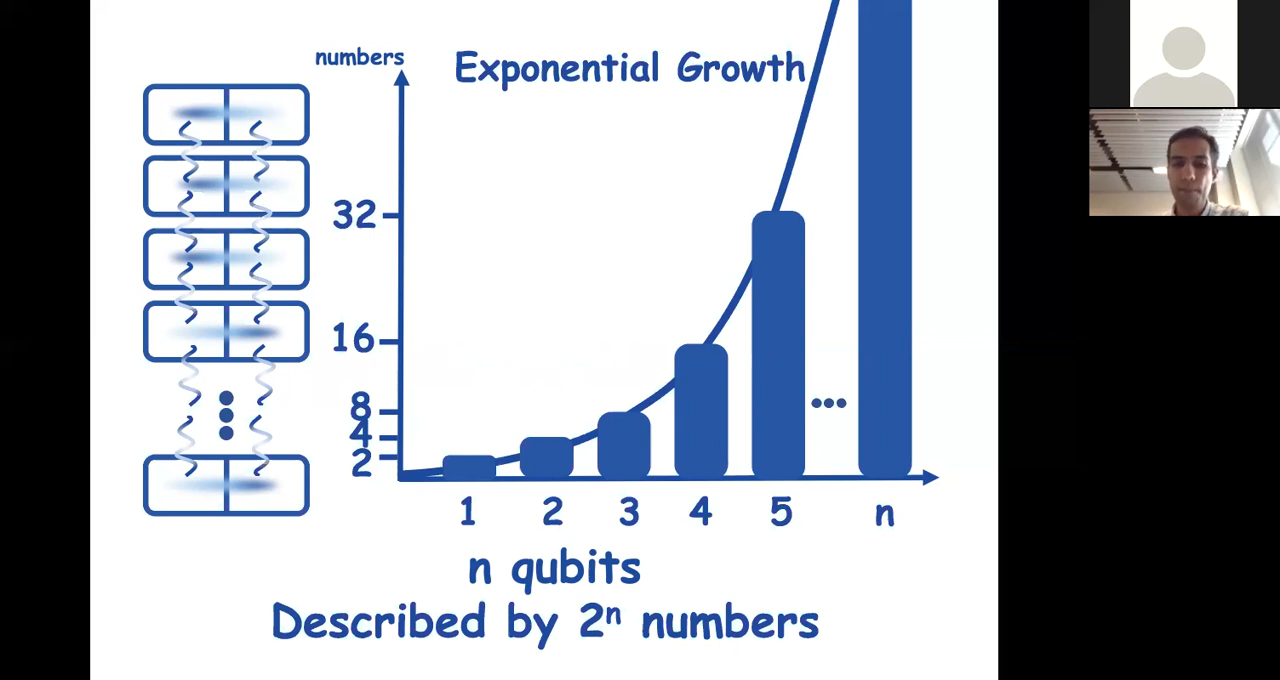 numbers
Exponential Growth
32
16
8
4
2
1 2 3 4 5 n
n qubits
Described by 2ⁿ numbers